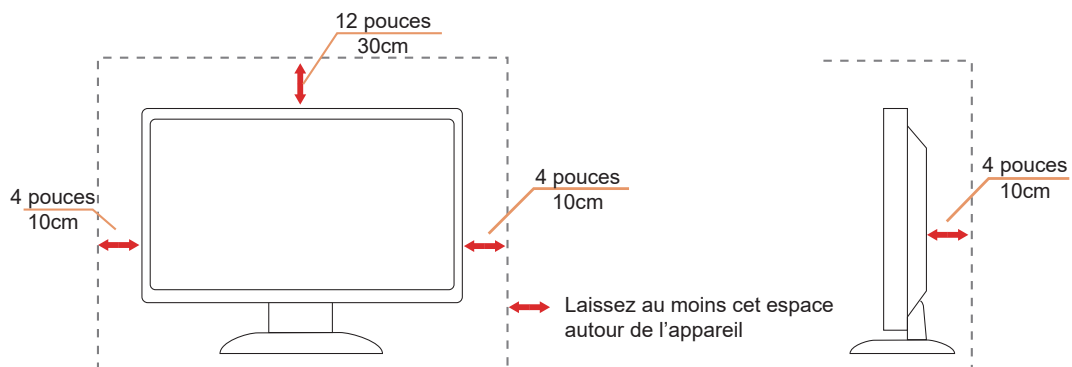 12 pouces
30cm
4 pouces
10cm
4 pouces
10cm
Laissez au moins cet espace
autour de l’appareil
4 pouces
10cm